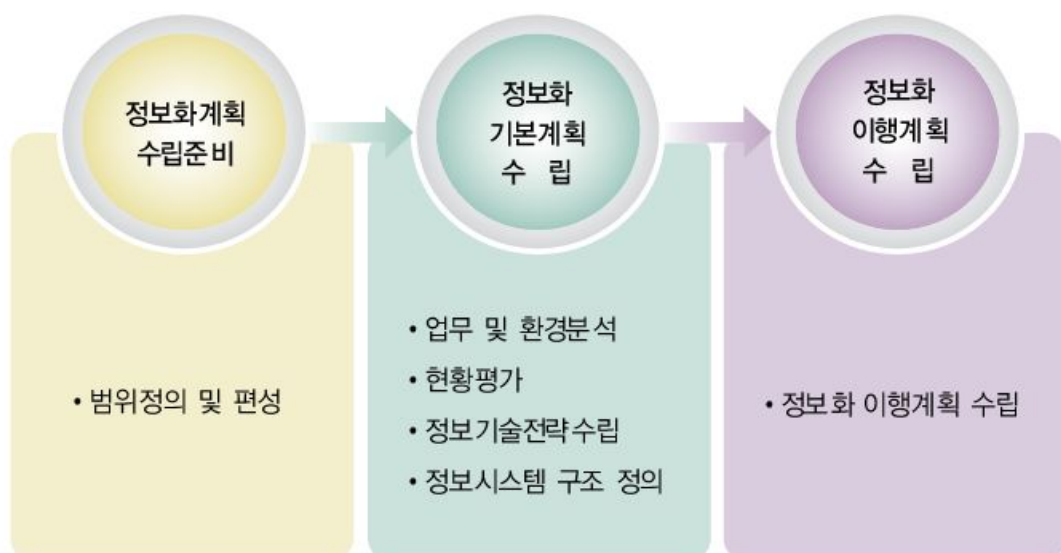 정보화계획
수립준비
정보화
기본계획
수 립
정보화
이행계획
수 립
• 범위정의 및 편성
• 업무 및 환경분석
• 현황평가
• 정보기술전략수립
• 정보시스템 구조 정의
• 정보화 이행계획 수립